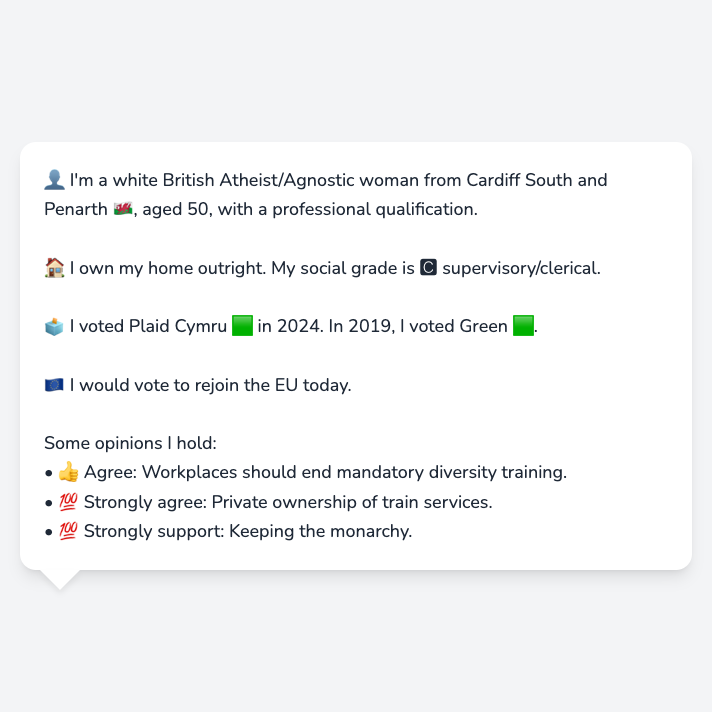 👤 I'm a white British Atheist/Agnostic woman from Cardiff South and
Penarth 🏴󠁧󠁢󠁷󠁬󠁳󠁿, aged 50, with a professional qualification.
🏠 I own my home outright. My social grade is 🅲 supervisory/clerical.
🗳️ I voted Plaid Cymru 🟩 in 2024. In 2019, I voted Green 🟩.
🇪🇺 I would vote to rejoin the EU today.
Some opinions I hold:
• 👍 Agree: Workplaces should end mandatory diversity training.
• 💯 Strongly agree: Private ownership of train services.
• 💯 Strongly support: Keeping the monarchy.